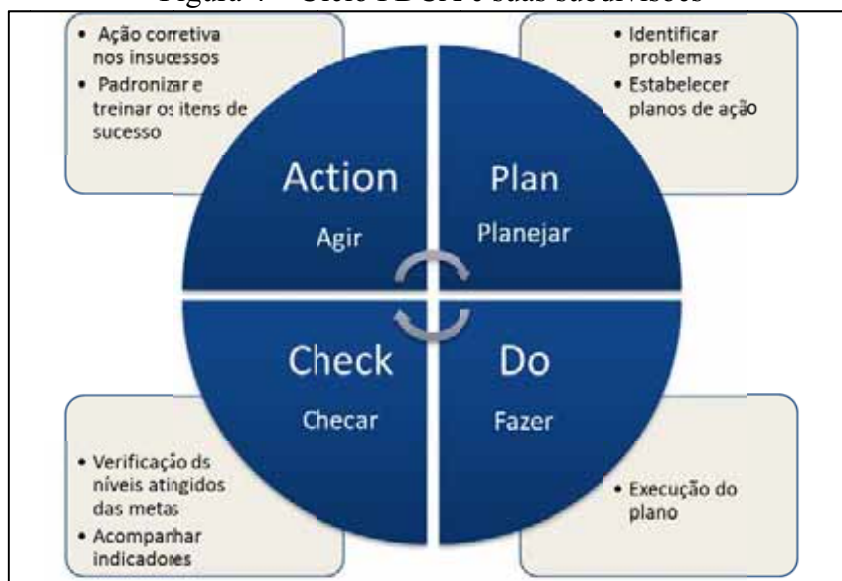 • Ação corretiva
nos insucessos
• Padronizar e
treinar os itens de
sucesso
• Identificar
problemas
• Estabelecer
planos de ação
Action
Agir
Plan
Planejar
Check
Checar
Do
Fazer
• Verificação ds
níveis atingidos
das metas
• Acompanhar
indicadores
• Execução do
plano